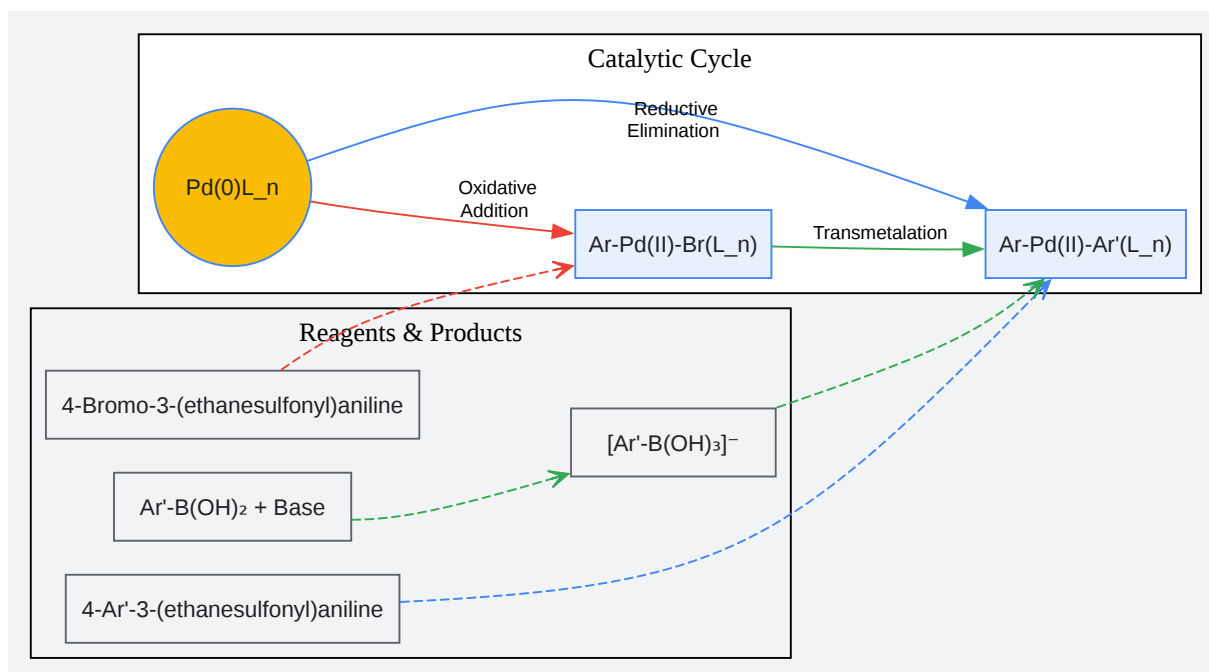 Catalytic Cycle
Reductive
Elimination
Pd(0)L_n
Oxidative
Addition
Ar-Pd(II)-Br(L_n)
Transmetalation
Ar-Pd(II)-Ar'(L_n)
Reagents & Products
4-Bromo-3-(ethanesulfonyl)aniline
[Ar'-B(OH)₃]⁻
Ar'-B(OH)₂ + Base
4-Ar'-3-(ethanesulfonyl)aniline